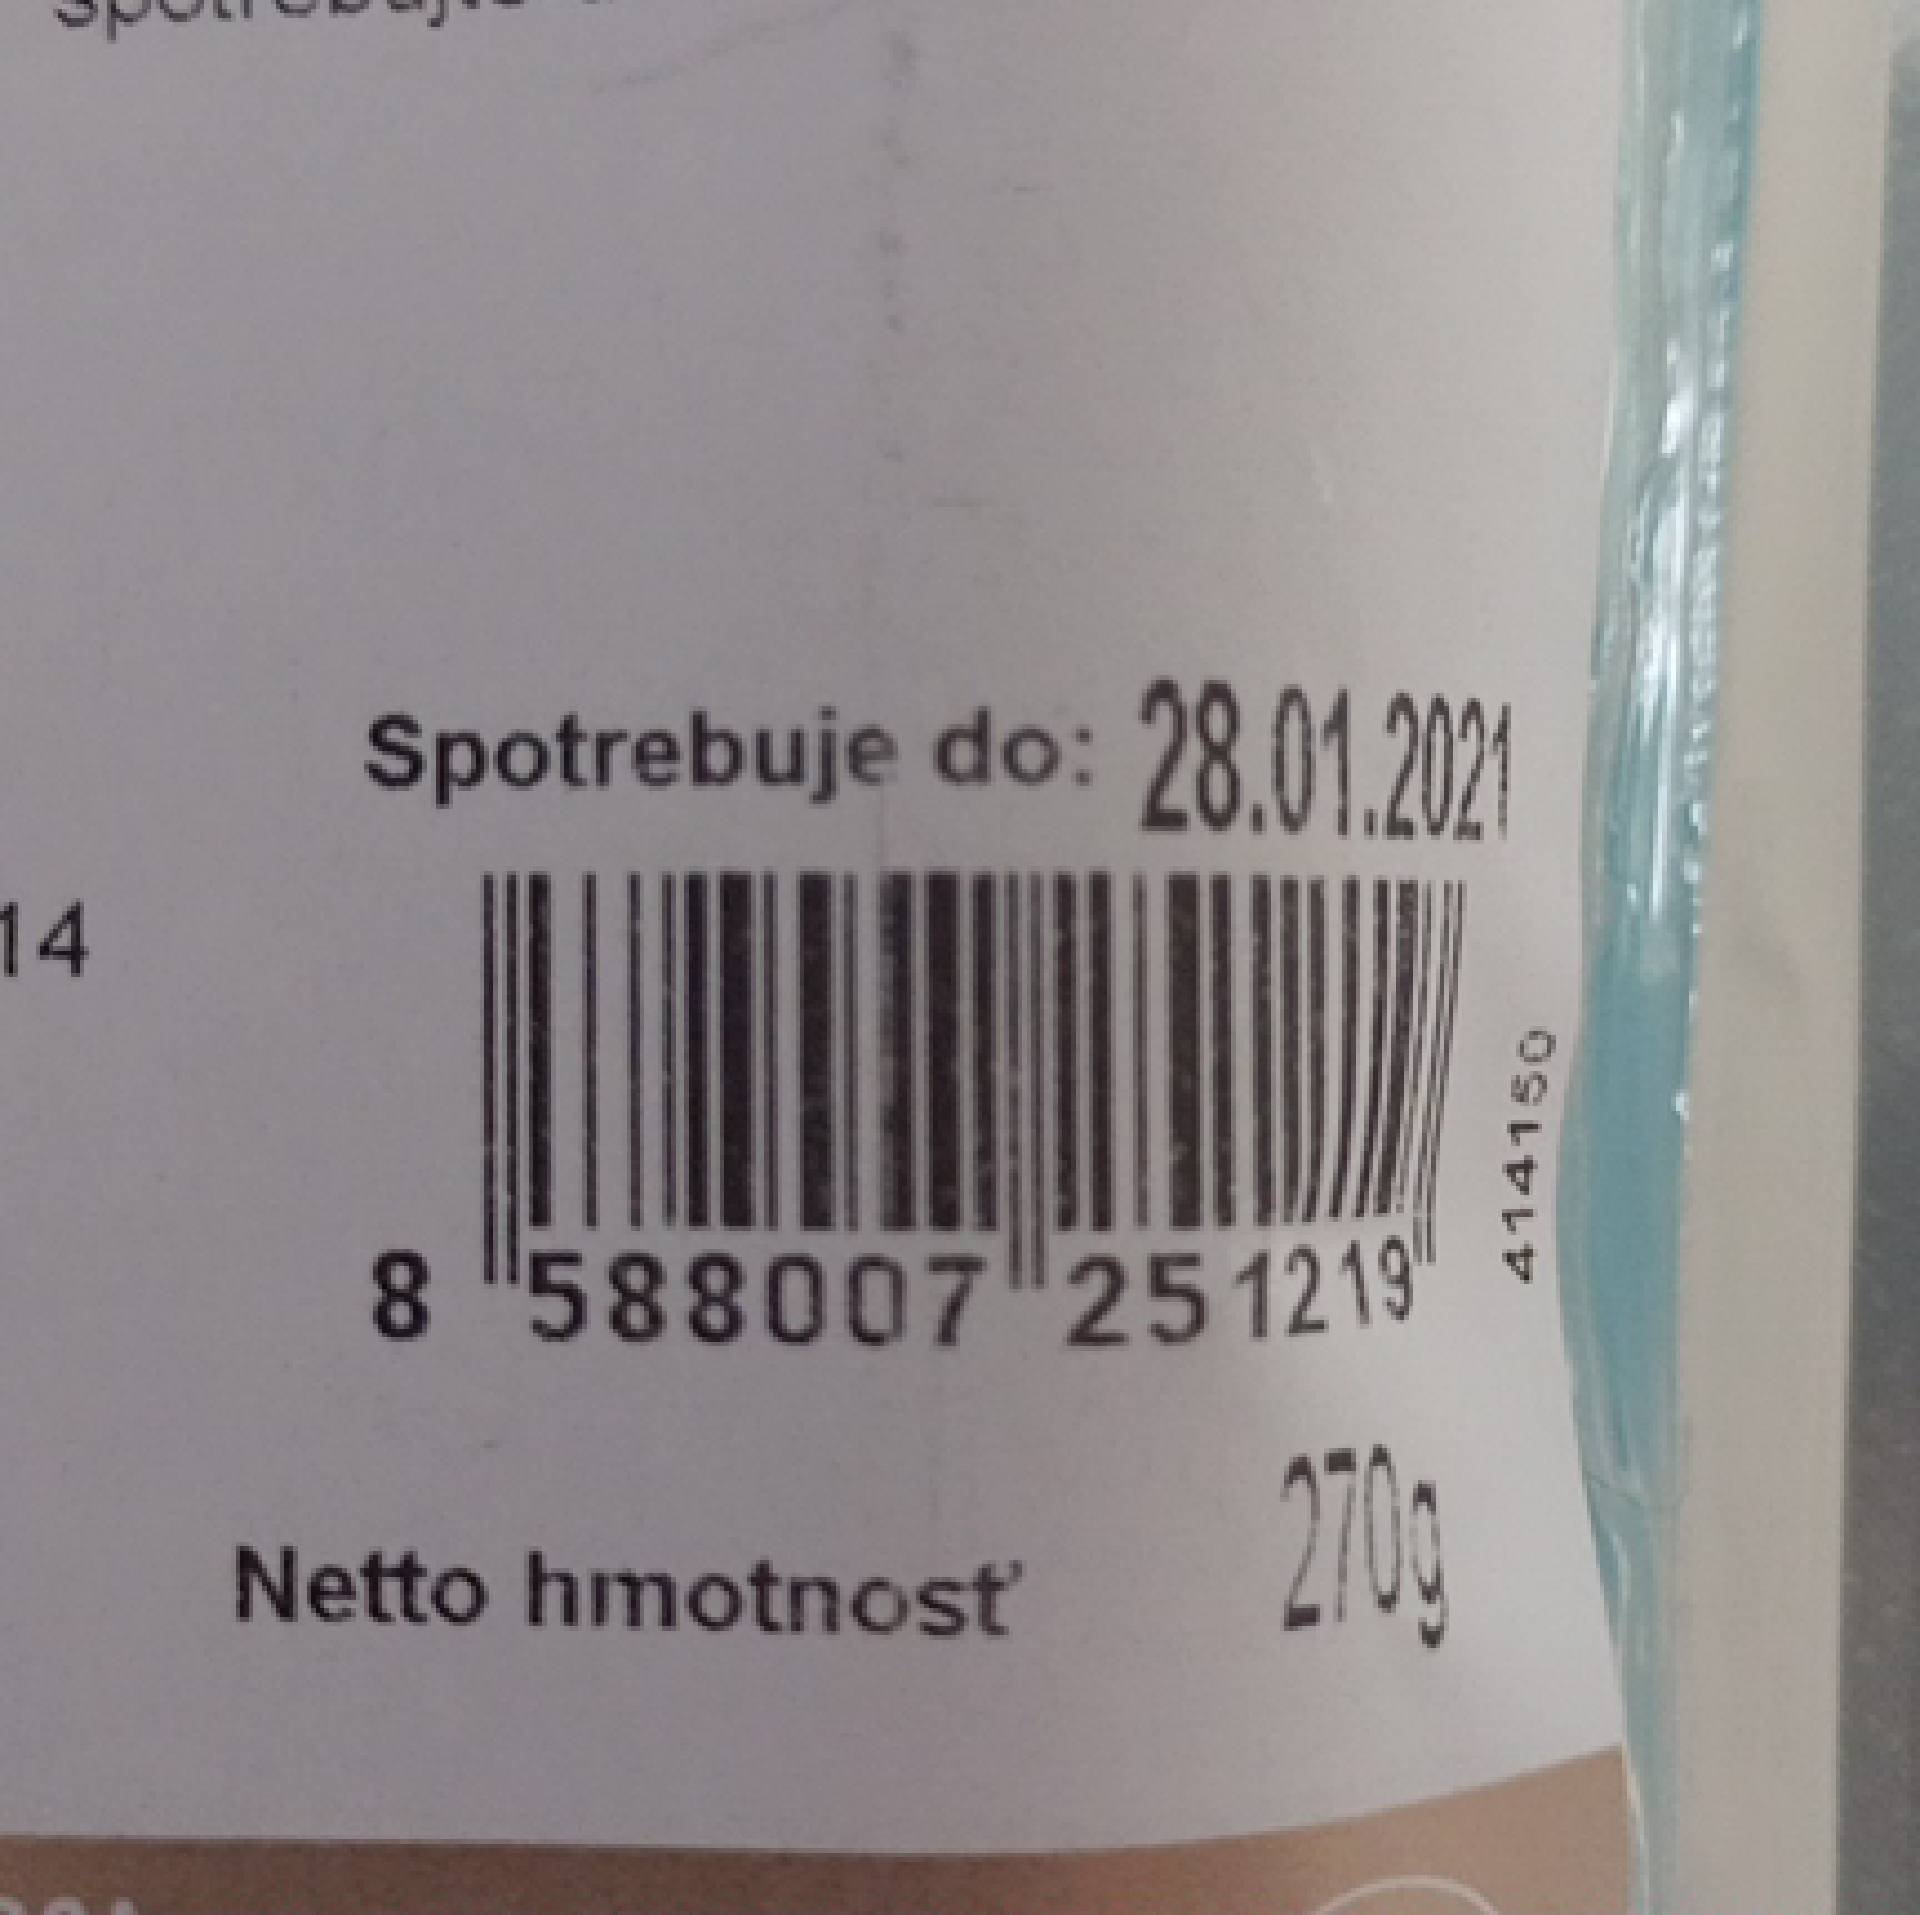 Spotrebuje do: 28.01.2021
14
414150
8 588007 251219
270g
Netto hmotnosť